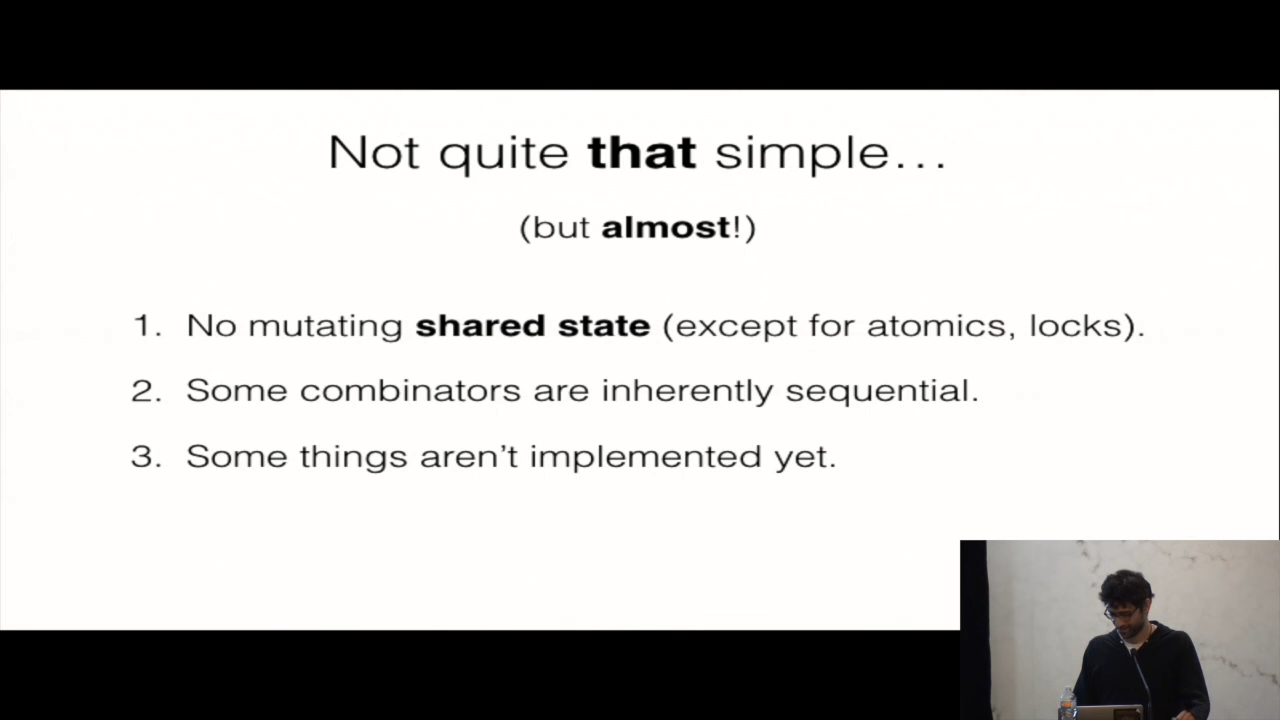 Not quite that simple…
(but almost!)
1. No mutating shared state (except for atomics, locks).
2. Some combinators are inherently sequential.
3. Some things aren’t implemented yet.